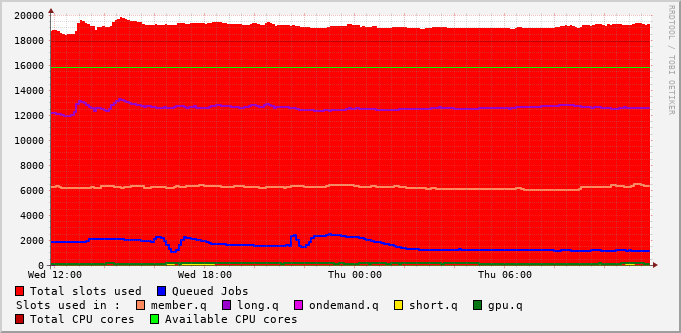 20000
18000
16000
14000
12000
10000
8000
6000
4000
2000
0
Wed 12:00 Wed 18:00 Thu 00:00 Thu 06:00
RRDTOOL / TOBI OETIKER
Total slots used Queued Jobs
Slots used in : member.q long.q ondemand.q short.q gpu.q
Total CPU cores Available CPU cores